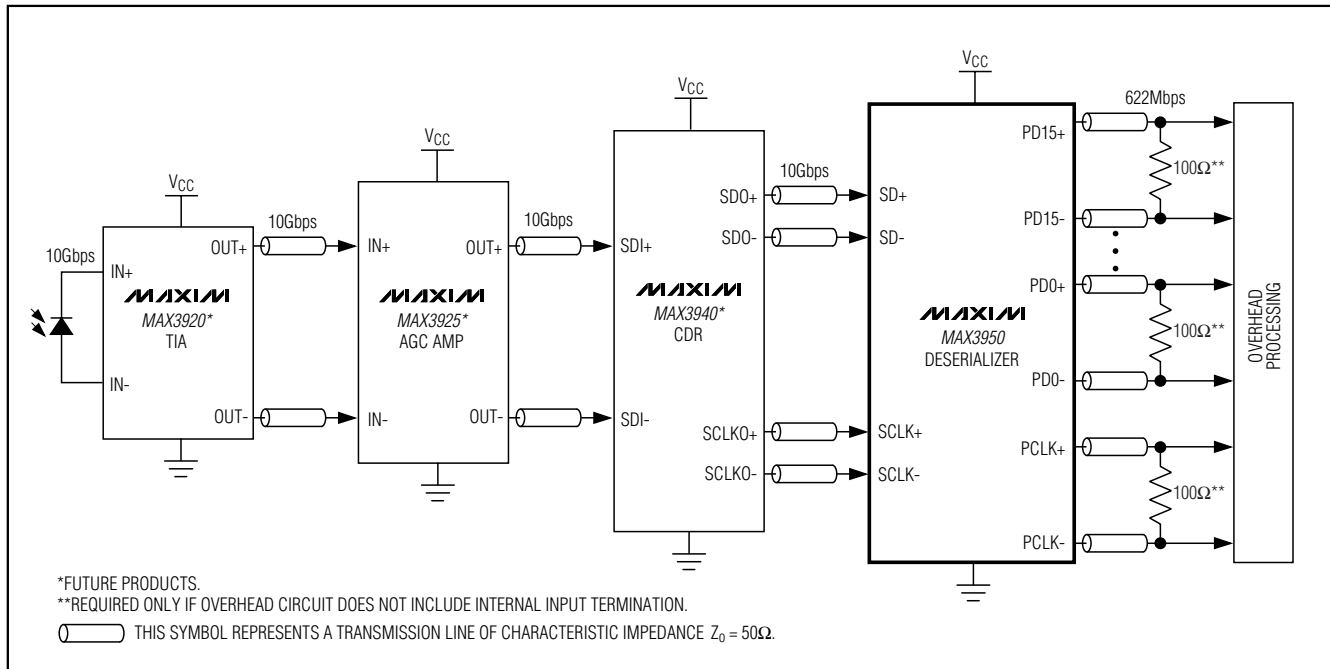 VCC
622Mbps
VCC
PD15+
VCC
100Ω**
10Gbps
VCC
SDO+
SD+
PD15-
10Gbps
10Gbps
10Gbps
OUT+
IN+
OUT+
SDI+
SDO-
SD-
IN+
PD0+
MAXIM
MAX3920*
TIA
MAXIM
MAX3925*
AGC AMP
MAXIM
MAX3940*
CDR
MAXIM
MAX3950
DESERIALIZER
100Ω**
OVERHEAD
PROCESSING
IN-
PD0-
OUT-
IN-
OUT-
SDI-
SCLKO+
SCLK+
PCLK+
SCLKO-
SCLK-
100Ω**
PCLK-
*FUTURE PRODUCTS.
**REQUIRED ONLY IF OVERHEAD CIRCUIT DOES NOT INCLUDE INTERNAL INPUT TERMINATION.
THIS SYMBOL REPRESENTS A TRANSMISSION LINE OF CHARACTERISTIC IMPEDANCE Z0 = 50Ω.